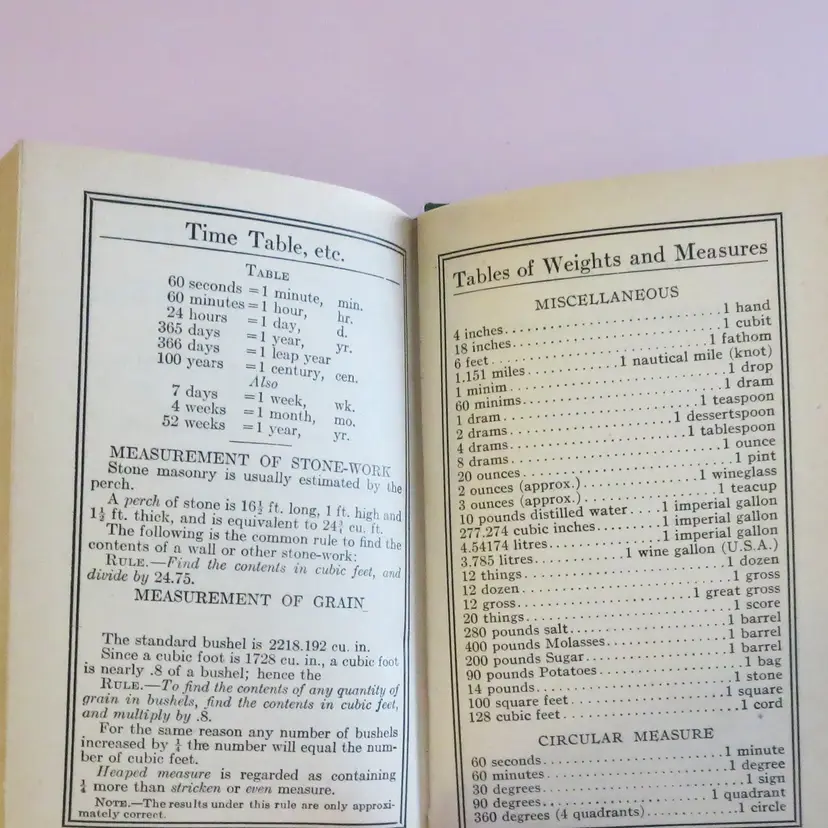 Time Table, etc.
TABLE
60 seconds = 1 minute, min.
60 minutes = 1 hour, hr.
24 hours = 1 day, d.
365 days = 1 year, yr.
366 days = 1 leap year
100 years = 1 century, cen.
Also
7 days = 1 week, wk.
4 weeks = 1 month, mo.
52 weeks = 1 year, yr.
MEASUREMENT OF STONE-WORK
Stone masonry is usually estimated by the
perch.
A perch of stone is 16½ ft. long, 1 ft. high and
1½ ft. thick, and is equivalent to 24¾ cu. ft.
The following is the common rule to find the
contents of a wall or other stone-work:
RULE.—Find the contents in cubic feet, and
divide by 24.75.
MEASUREMENT OF GRAIN
The standard bushel is 2218.192 cu. in.
Since a cubic foot is 1728 cu. in., a cubic foot
is nearly .8 of a bushel; hence the
RULE.—To find the contents of any quantity of
grain in bushels, find the contents in cubic feet,
and multiply by .8.
For the same reason any number of bushels
increased by ¼ the number will equal the num-
ber of cubic feet.
Heaped measure is regarded as containing
¼ more than stricken or even measure.
NOTE.—The results under this rule are only approxi-
mately correct.
Tables of Weights and Measures
MISCELLANEOUS
4 inches........1 hand
18 inches........1 cubit
6 feet........1 fathom
1.151 miles........1 nautical mile (knot)
1 minim........1 drop
60 minims........1 dram
1 dram........1 teaspoon
2 drams........1 dessertspoon
4 drams........1 tablespoon
8 drams........1 ounce
20 ounces........1 pint
2 ounces (approx.)........1 wineglass
3 ounces (approx.)........1 teacup
10 pounds distilled water....1 imperial gallon
277.274 cubic inches........1 imperial gallon
4.54174 litres........1 imperial gallon
3.785 litres........1 wine gallon (U.S.A.)
12 things........1 dozen
12 dozen........1 gross
12 gross........1 great gross
20 things........1 score
280 pounds salt........1 barrel
400 pounds Molasses........1 barrel
200 pounds Sugar........1 barrel
90 pounds Potatoes........1 bag
14 pounds........1 stone
100 square feet........1 square
128 cubic feet........1 cord
CIRCULAR MEASURE
60 seconds........1 minute
60 minutes........1 degree
30 degrees........1 sign
90 degrees........1 quadrant
360 degrees (4 quadrants)........1 circle